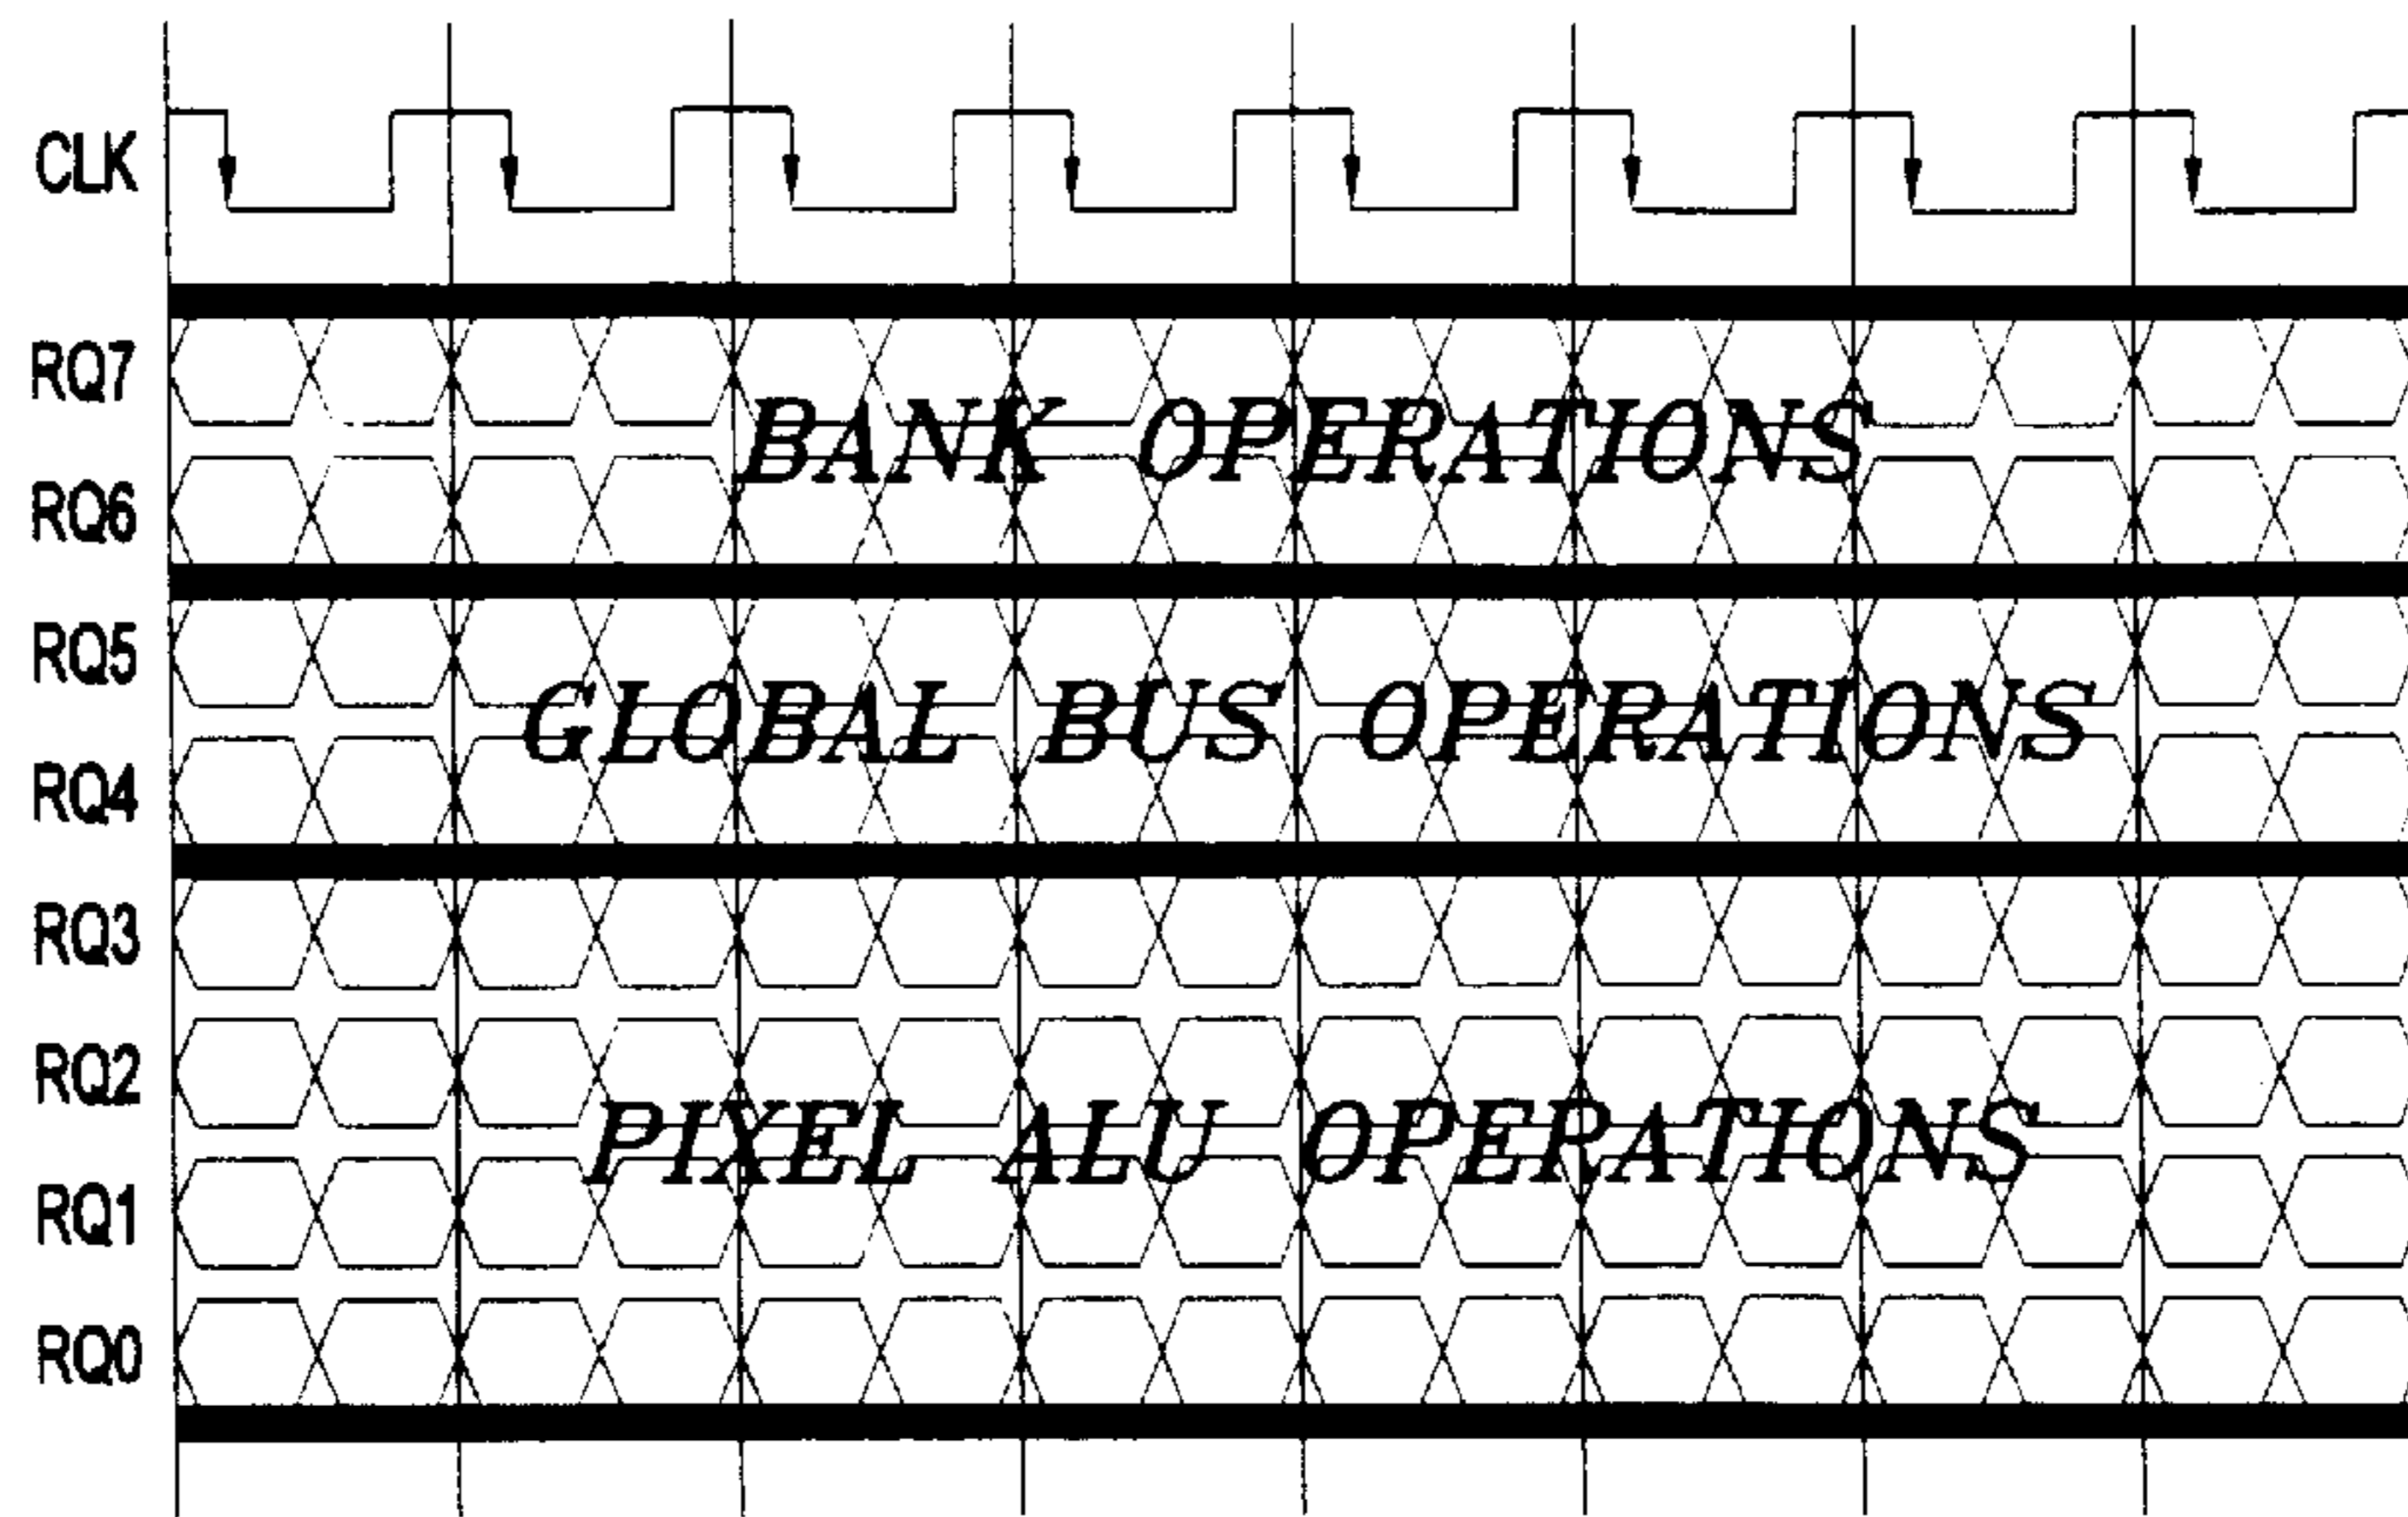 CLK
RQ7
BANK OPERATIONS
RQ6
RQ5
GLOBAL BUS OPERATIONS
RQ4
RQ3
RQ2
PIXEL ALU OPERATIONS
RQ1
RQ0